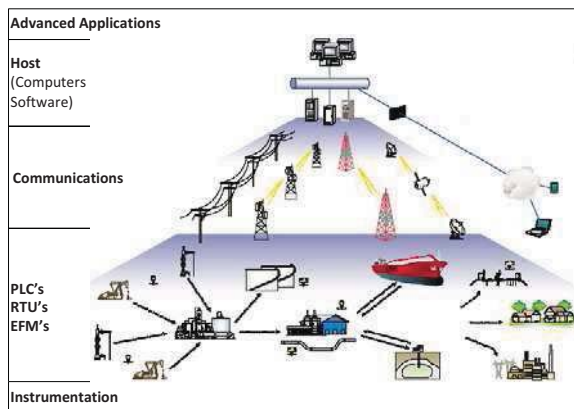 Advanced Applications
Host
(Computers
Software)
Communications
PLC's
RTU's
EFM's
Instrumentation